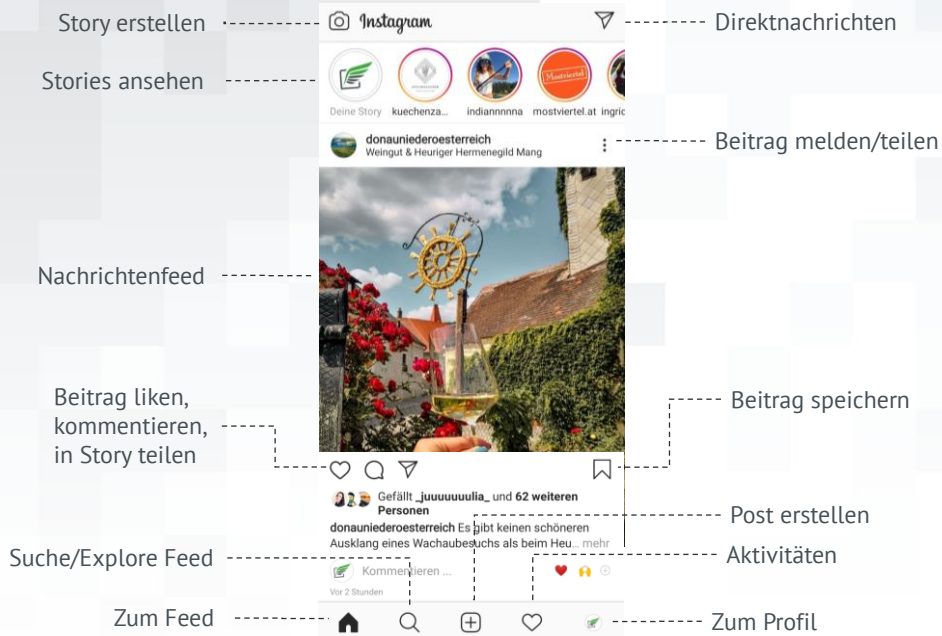 Story erstellen
Instagram
Direktnachrichten
Stories ansehen
Deine Story
kuechenza...
indiannnnna
mostviertel.at
ingrid
Mostviertel
donauniederoesterreich
Weingut & Heuriger Hermenegild Mang
Beitrag melden/teilen
Nachrichtenfeed
Beitrag liken,
kommentieren,
in Story teilen
Beitrag speichern
Gefällt _juuuuuuulia_ und 62 weiteren
Personen
donauniederoesterreich Es gibt keinen schöneren
Ausklang eines Wachaubesuchs als beim Heu... mehr
Post erstellen
Suche/Explore Feed
Kommentieren ...
Aktivitäten
Vor 2 Stunden
Zum Feed
Zum Profil